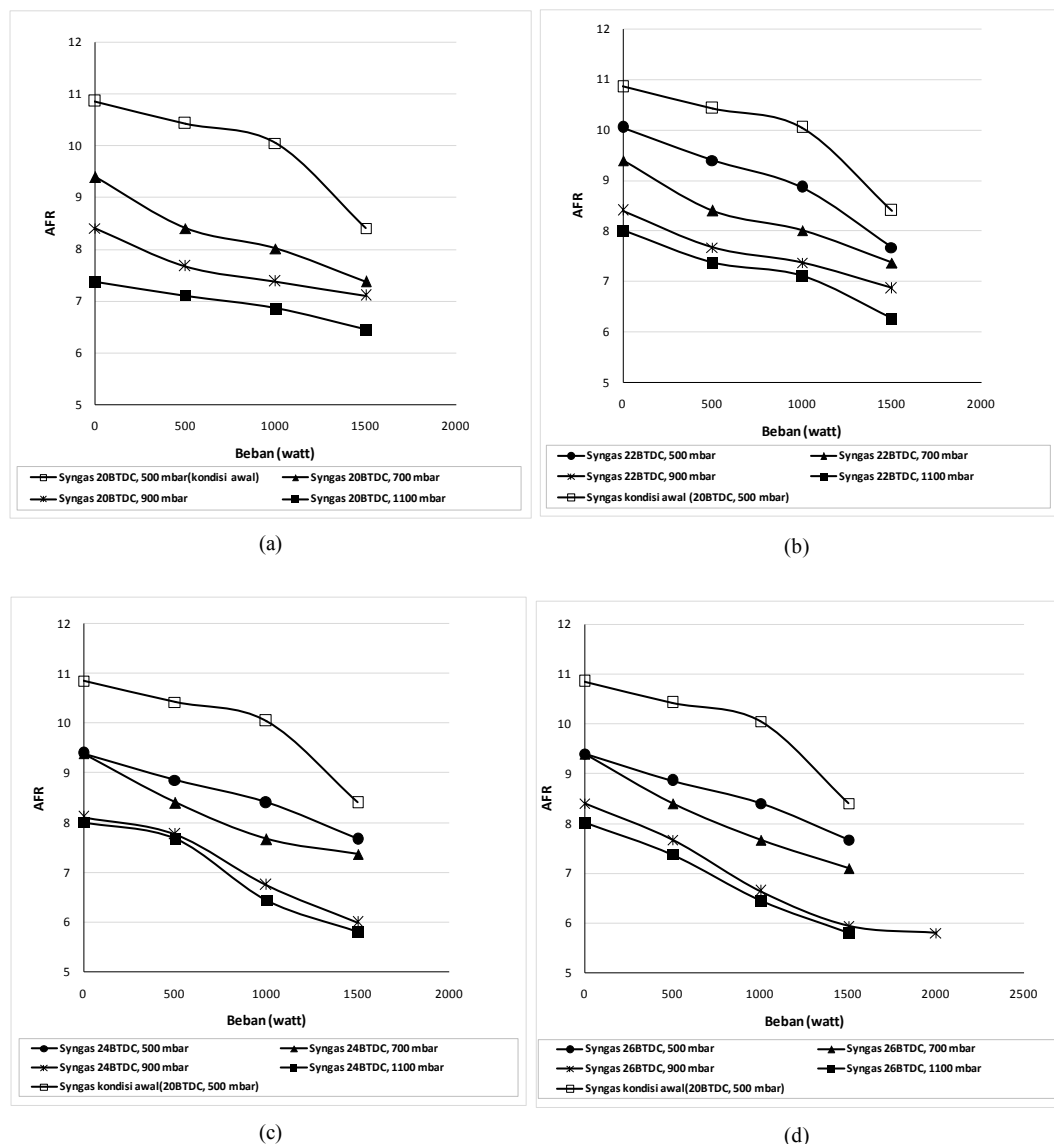 12
11
10
9
8
7
6
5
AFR
0 500 1000 1500 2000
Beban (watt)
Syngas 20BTDC, 500 mbar(kondisi awal) Syngas 20BTDC, 700 mbar
Syngas 20BTDC, 900 mbar Syngas 20BTDC, 1100 mbar
(a)
12
11
10
9
8
7
6
5
AFR
0 500 1000 1500 2000
Beban (watt)
Syngas 22BTDC, 500 mbar Syngas 22BTDC, 700 mbar
Syngas 22BTDC, 900 mbar Syngas 22BTDC, 1100 mbar
Syngas kondisi awal (20BTDC, 500 mbar)
(b)
12
11
10
9
8
7
6
5
AFR
0 500 1000 1500 2000
Beban (watt)
Syngas 24BTDC, 500 mbar Syngas 24BTDC, 700 mbar
Syngas 24BTDC, 900 mbar Syngas 24BTDC, 1100 mbar
Syngas kondisi awal(20BTDC, 500 mbar)
(c)
12
11
10
9
8
7
6
5
AFR
0 500 1000 1500 2000 2500
Beban (watt)
Syngas 26BTDC, 500 mbar Syngas 26BTDC, 700 mbar
Syngas 26BTDC, 900 mbar Syngas 26BTDC, 1100 mbar
Syngas kondisi awal(20BTDC, 500 mbar)
(d)